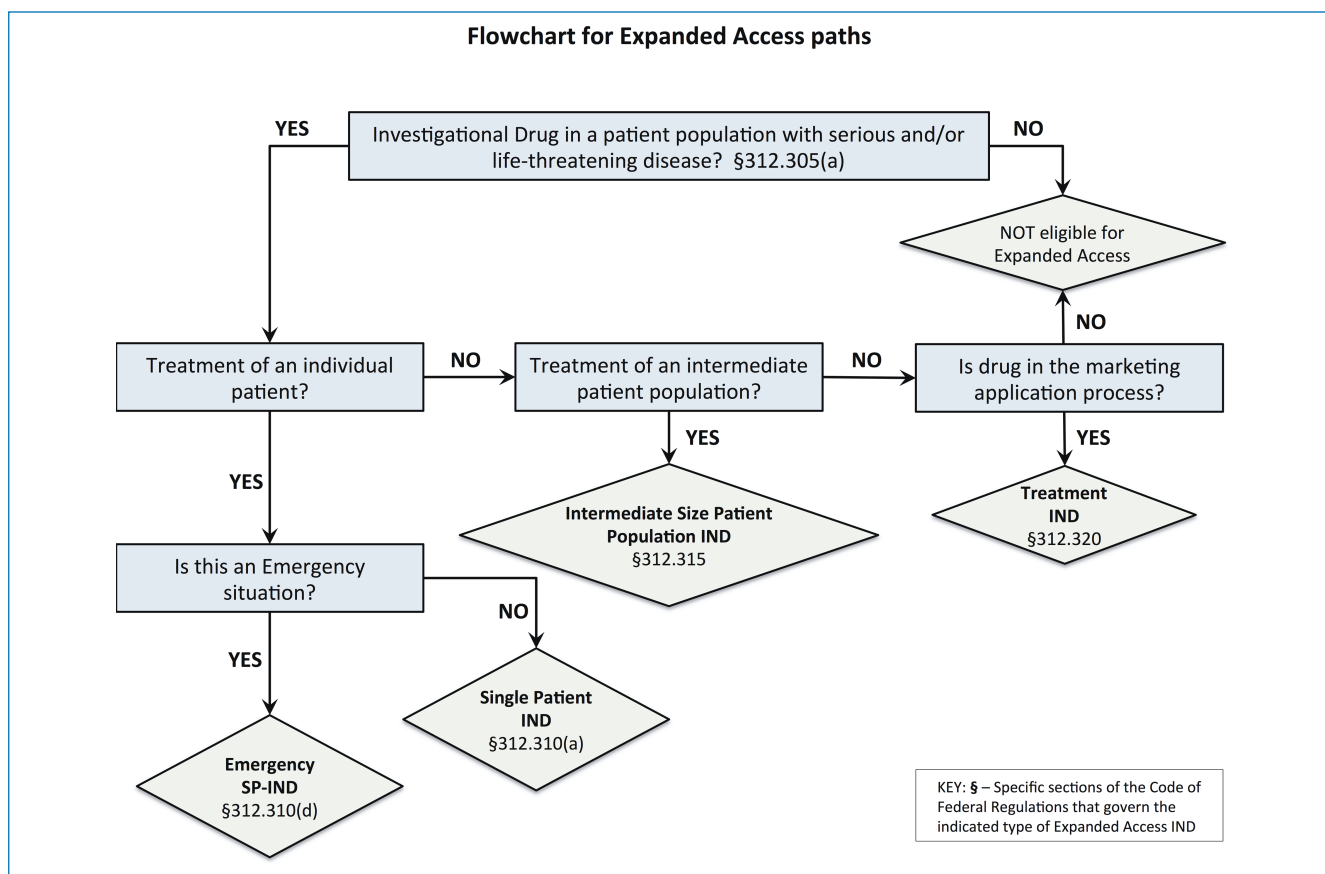 Flowchart for Expanded Access paths
YES
Investigational Drug in a patient population with serious and/or
life-threatening disease? §312.305(a)
NO
NOT eligible for
Expanded Access
NO
Treatment of an individual
patient?
NO
Treatment of an intermediate
patient population?
NO
Is drug in the marketing
application process?
YES
YES
YES
Intermediate Size Patient
Population IND
§312.315
Treatment
IND
§312.320
Is this an Emergency
situation?
NO
YES
Single Patient
IND
§312.310(a)
Emergency
SP-IND
§312.310(d)
KEY: § – Specific sections of the Code of
Federal Regulations that govern the
indicated type of Expanded Access IND